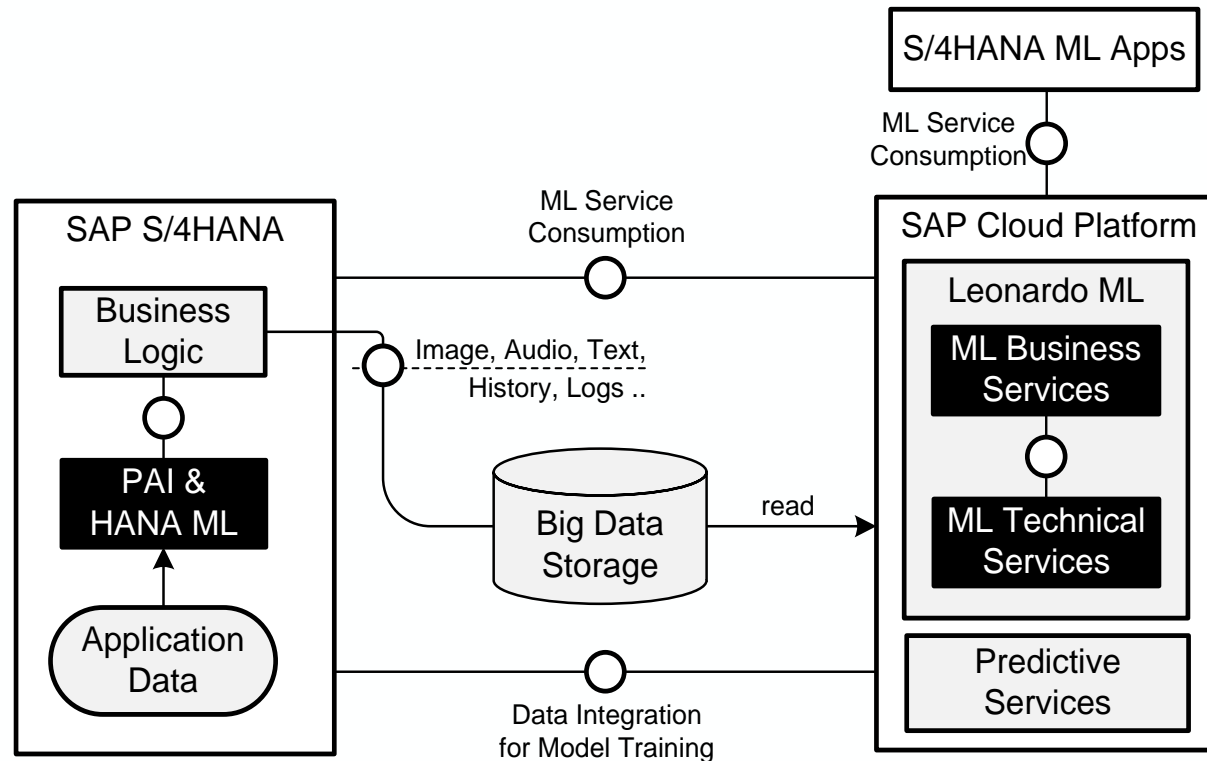 S/4HANA ML Apps
ML Service
Consumption
SAP S/4HANA
Business
Logic
PAI &
HANA ML
Application
Data
ML Service
Consumption
Image, Audio, Text,
History, Logs ..
Big Data
Storage
read
Data Integration
for Model Training
SAP Cloud Platform
Leonardo ML
ML Business
Services
ML Technical
Services
Predictive
Services